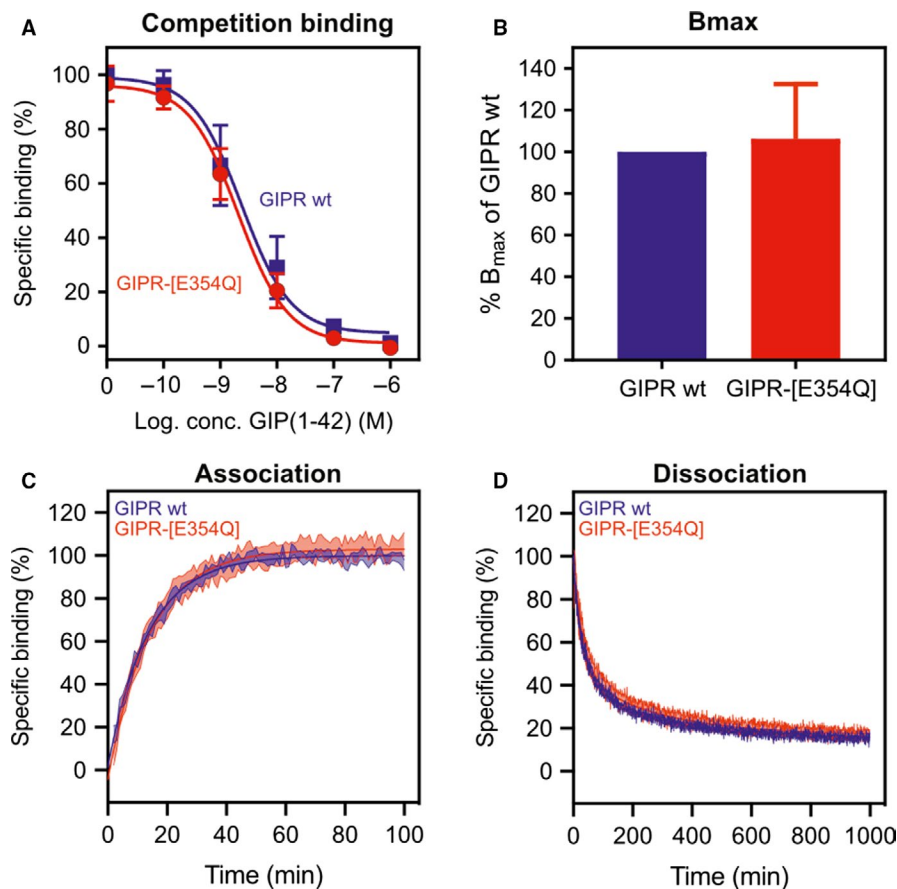 A
Competition binding
Specific binding (%)
100
80
60
40
20
0
GIPR wt
GIPR-[E354Q]
0 –10 –9 –8 –7 –6
Log. conc. GIP(1-42) (M)
B
Bmax
% Bmax of GIPR wt
140
120
100
80
60
40
20
0
GIPR wt GIPR-[E354Q]
C
Association
GIPR wt
GIPR-[E354Q]
Specific binding (%)
120
100
80
60
40
20
0
0 20 40 60 80 100
Time (min)
D
Dissociation
GIPR wt
GIPR-[E354Q]
Specific binding (%)
120
100
80
60
40
20
0
0 200 400 600 800 1000
Time (min)